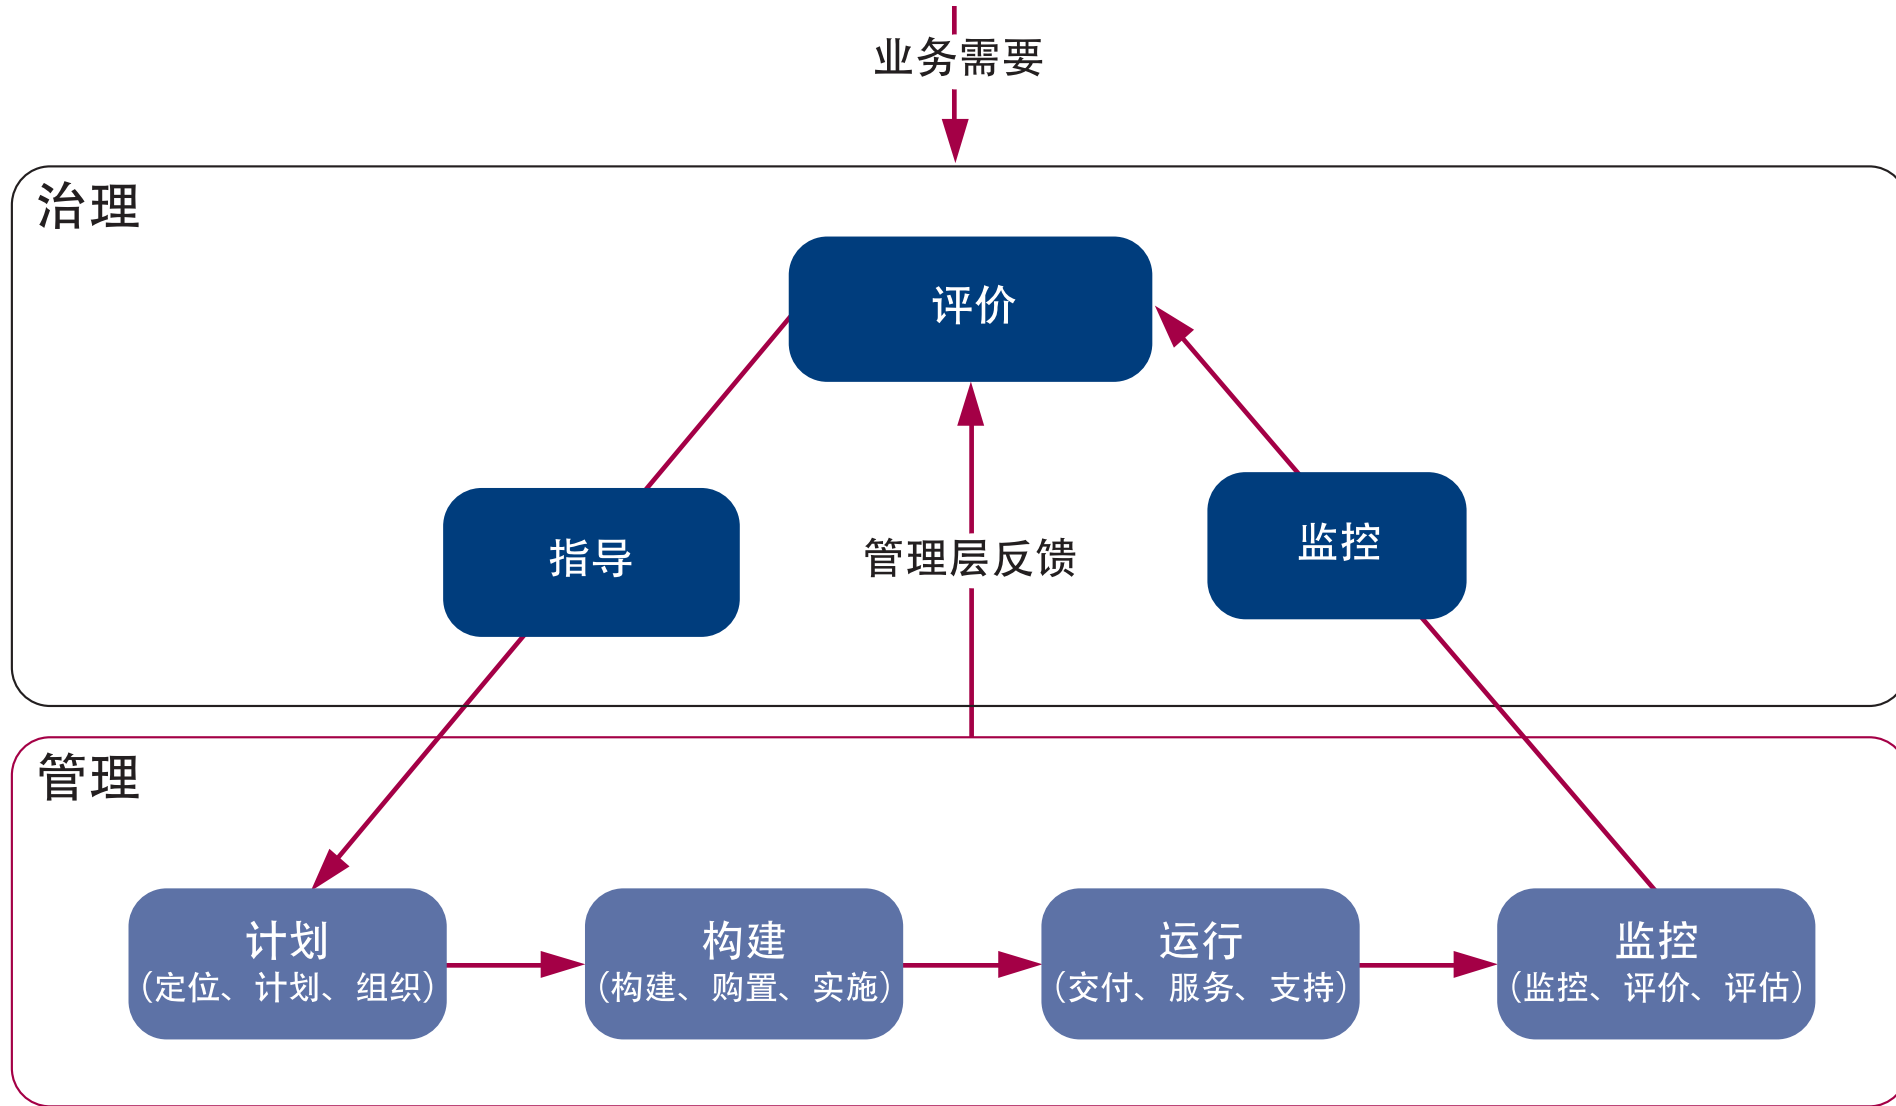 业务需要
治理
评价
指导
管理层反馈
监控
管理
计划
（定位、计划、组织）
构建
（构建、购置、实施）
运行
（交付、服务、支持）
监控
（监控、评价、评估）